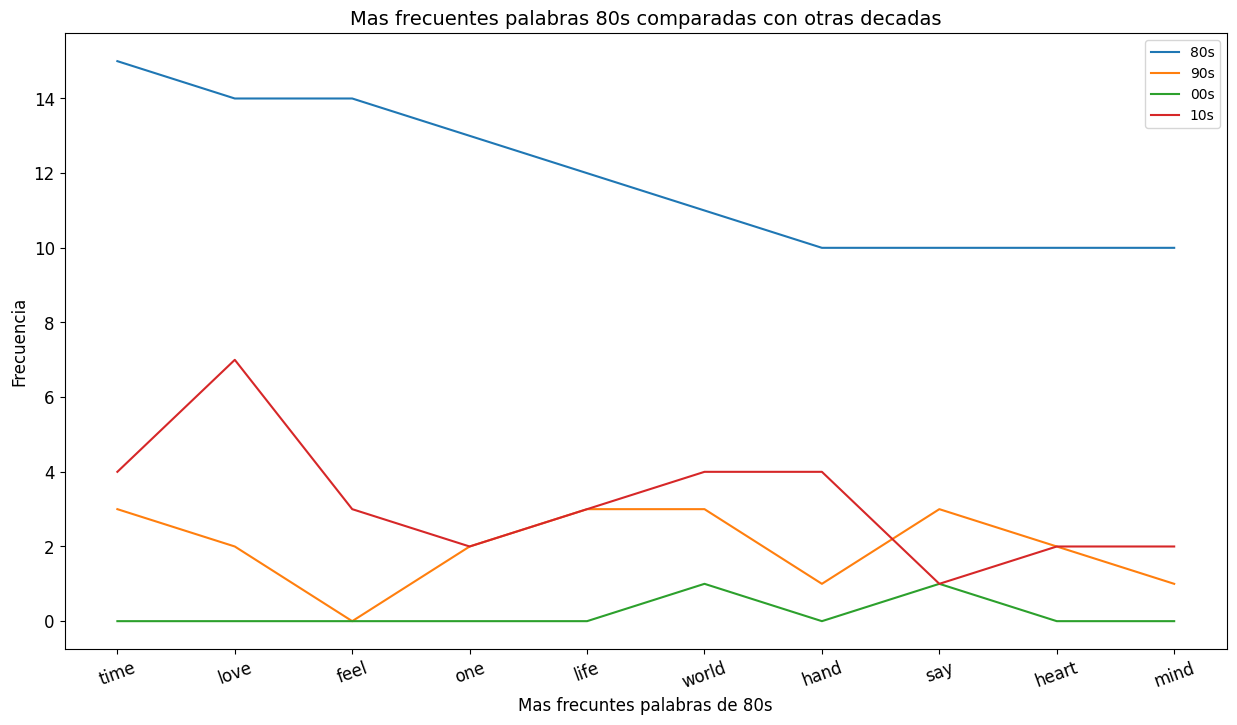 Mas frecuentes palabras 80s comparadas con otras decadas
80s
90s
00s
10s
Frecuencia
14
12
10
8
6
4
2
0
time love feel one life world hand say heart mind
Mas frecuntes palabras de 80s